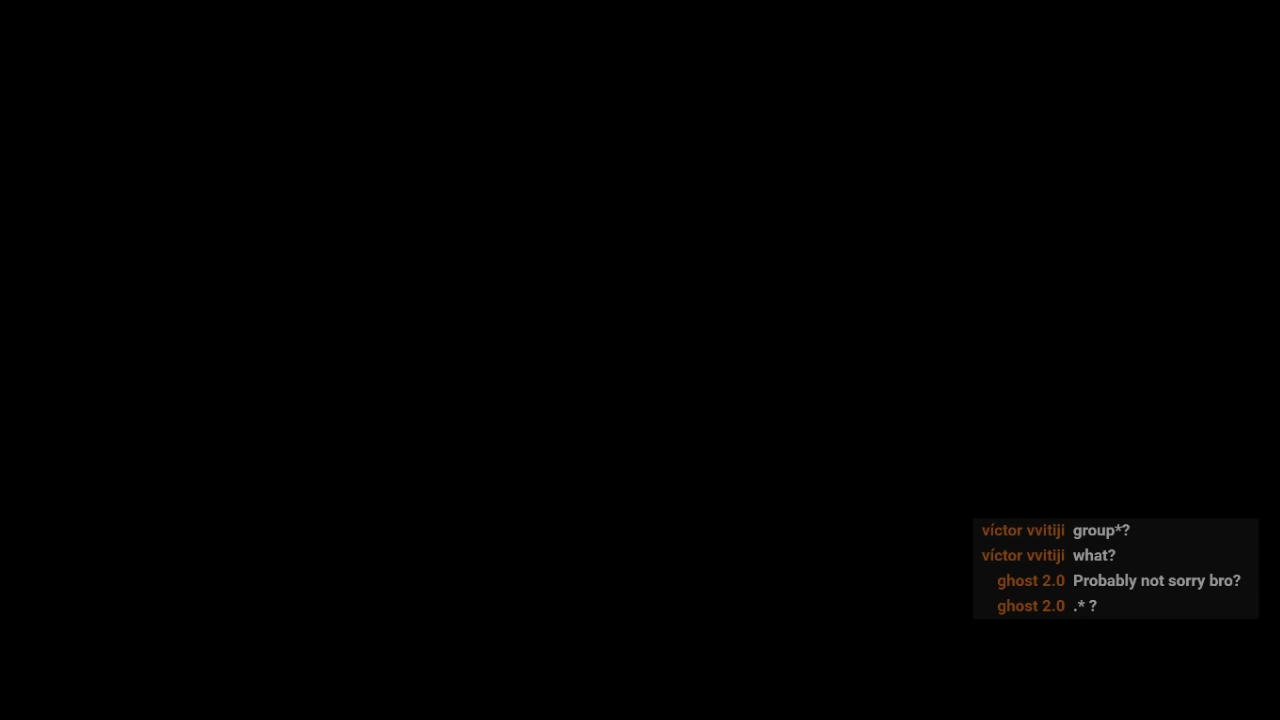 víctor vvitiji group*?
víctor vvitiji what?
ghost 2.0 Probably not sorry bro?
ghost 2.0 .* ?